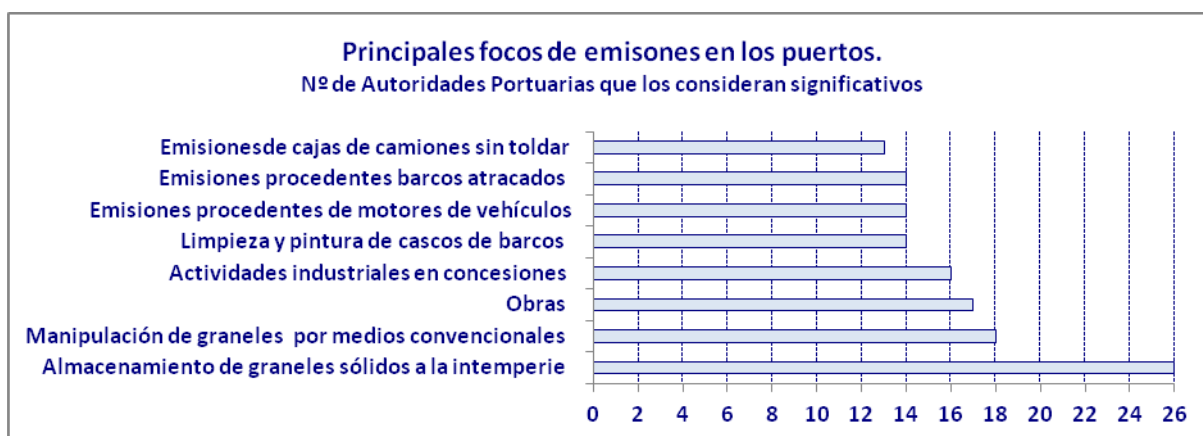 Principales focos de emisones en los puertos.
Nº de Autoridades Portuarias que los consideran significativos
Emisionesde cajas de camiones sin toldar
Emisiones procedentes barcos atracados
Emisiones procedentes de motores de vehículos
Limpieza y pintura de cascos de barcos
Actividades industriales en concesiones
Obras
Manipulación de graneles por medios convencionales
Almacenamiento de graneles sólidos a la intemperie
0 2 4 6 8 10 12 14 16 18 20 22 24 26